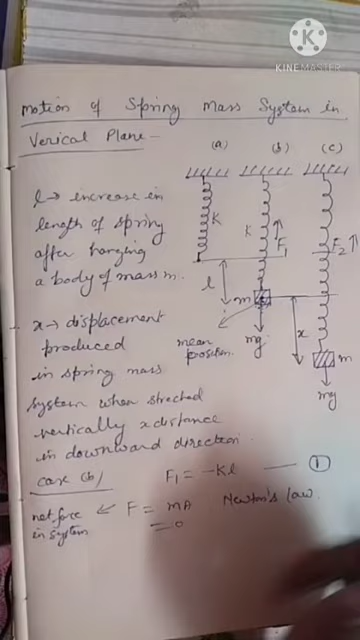 K
KINEMASTER
Motion of Spring Mass System in
Verical Plane -
(a) (b) (c)
l → increase in
length of spring
after hanging
a body of mass m.
K
K
F1
F2
l
m
mean
position
mg
x
m
mg
x → displacement
produced
in spring mass
system when streched
vertically x distance
in downward direction.
case (b)
F1 = -Kl — ①
net force
in system
← F = mA Newton's law.
= 0